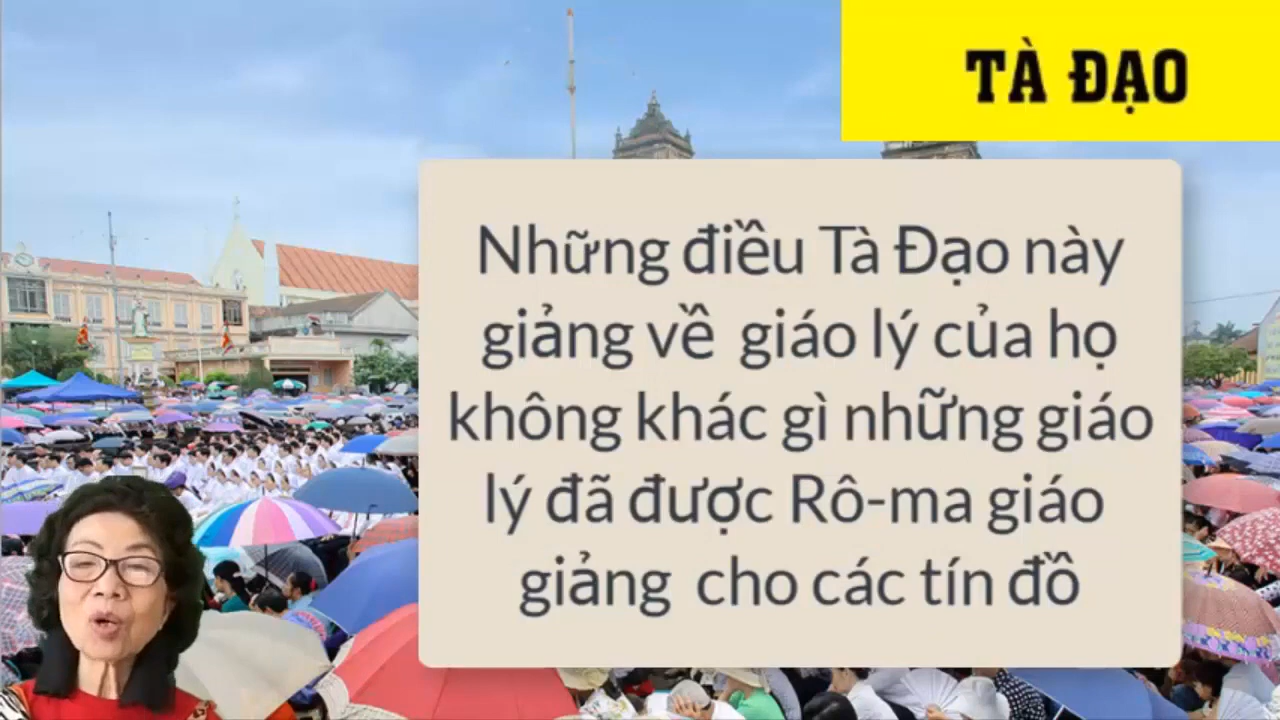 TÀ ĐẠO
Những điều Tà Đạo này
giảng về giáo lý của họ
không khác gì những giáo
lý đã được Rô-ma giáo
giảng cho các tín đồ